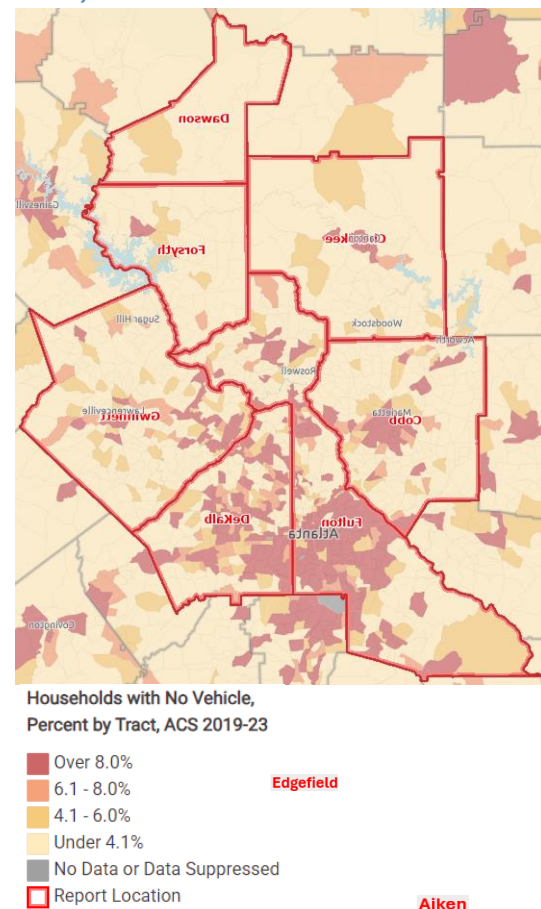 Dawson
Gainesvill
Forsyth
Cherokee
Canton
Sugar Hill
Woodstock
Acworth
Roswell
Lawrenceville
Gwinnett
Marietta
Cobb
DeKalb
Fulton
Atlanta
Covington
Households with No Vehicle,
Percent by Tract, ACS 2019-23
Over 8.0%
6.1 - 8.0%
Edgefield
4.1 - 6.0%
Under 4.1%
No Data or Data Suppressed
Report Location
Aiken